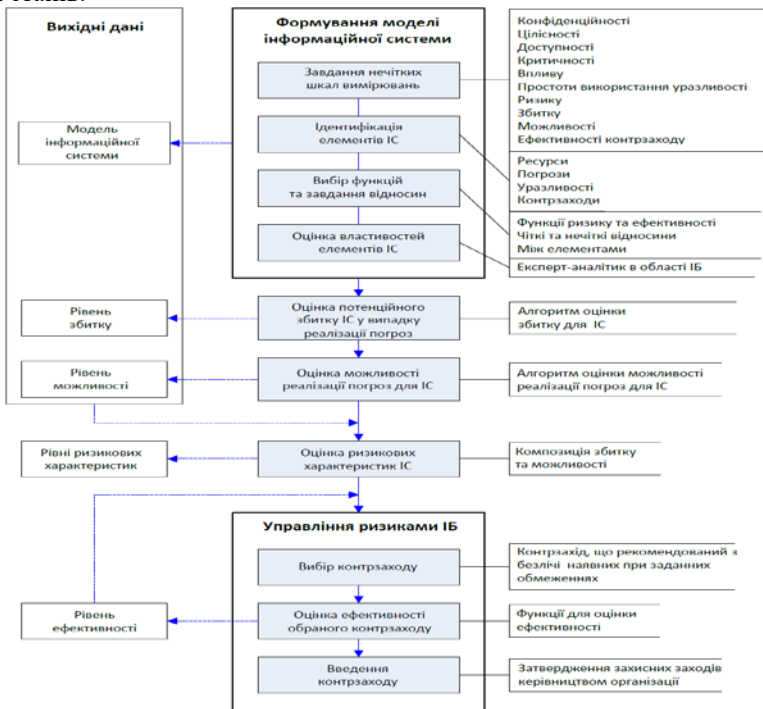 Вихідні дані
Модель
інформаційної
системи
Рівень
збитку
Рівень
можливості
Рівні ризикових
характеристик
Рівень
ефективності
Формування моделі
інформаційної системи
Завдання нечітких
шкал вимірювань
Ідентифікація
елементів ІС
Вибір функцій
та завдання відносин
Оцінка властивостей
елементів ІС
Оцінка потенційного
збитку ІС у випадку
реалізації погроз
Оцінка можливості
реалізації погроз для ІС
Оцінка ризикових
характеристик ІС
Управління ризиками ІБ
Вибір контрзаходу
Оцінка ефективності
обраного контрзаходу
Введення
контрзаходу
Конфіденційності
Цілісності
Доступності
Критичності
Впливу
Простоти використання уразливості
Ризику
Збитку
Можливості
Ефективності контрзаходу
Ресурси
Погрози
Уразливості
Контрзаходи
Функції ризику та ефективності
Чіткі та нечіткі відносини
Між елементами
Експерт-аналітик в області ІБ
Алгоритм оцінки
збитку для ІС
Алгоритм оцінки можливості
реалізації погроз для ІС
Композиція збитку
та можливості
Контрзахід, що рекомендований з
безлічі наявних при заданних
обмеженнях
Функції для оцінки
ефективності
Затвердження захисних заходів
керівництвом організації